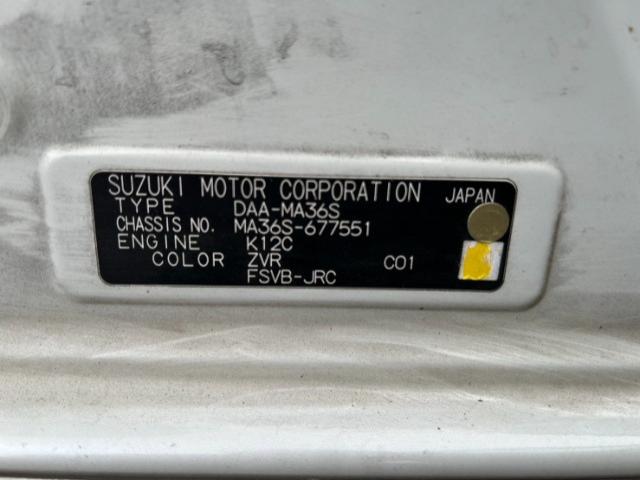 SUZUKI MOTOR CORPORATION JAPAN
TYPE DAA-MA36S
CHASSIS NO. MA36S-677551
ENGINE K12C
COLOR ZVR C01
FSVB-JRC